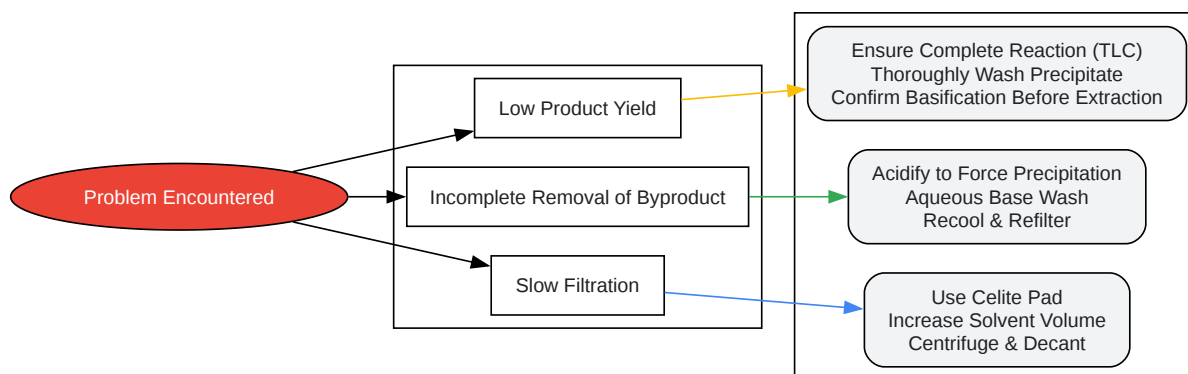 Problem Encountered
Low Product Yield
Incomplete Removal of Byproduct
Slow Filtration
Ensure Complete Reaction (TLC)
Thoroughly Wash Precipitate
Confirm Basification Before Extraction
Acidify to Force Precipitation
Aqueous Base Wash
Recool & Refilter
Use Celite Pad
Increase Solvent Volume
Centrifuge & Decant